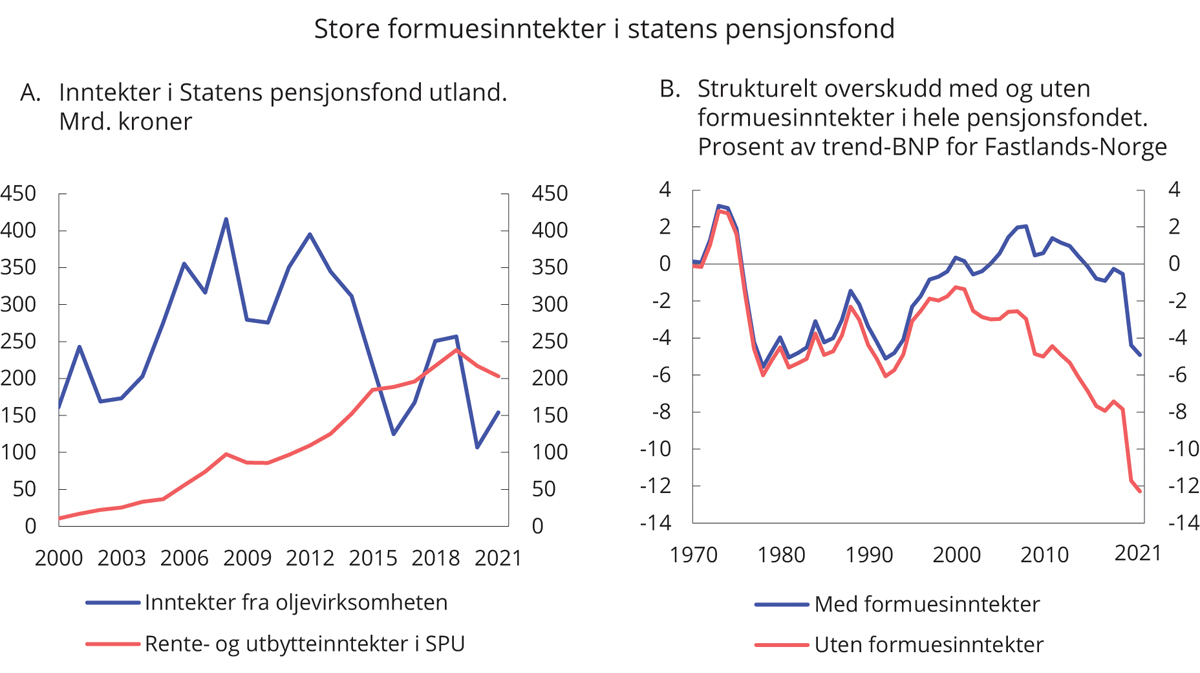 Store formuesinntekter i statens pensjonsfond
A. Inntekter i Statens pensjonsfond utland.
Mrd. kroner
450 450
400 400
350 350
300 300
250 250
200 200
150 150
100 100
50 50
0 0
2000 2003 2006 2009 2012 2015 2018 2021
Inntekter fra oljevirksomheten
Rente- og utbytteinntekter i SPU
B. Strukturelt overskudd med og uten
formuesinntekter i hele pensjonsfondet.
Prosent av trend-BNP for Fastlands-Norge
4 4
2 2
0 0
-2 -2
-4 -4
-6 -6
-8 -8
-10 -10
-12 -12
-14 -14
1970 1980 1990 2000 2010 2021
Med formuesinntekter
Uten formuesinntekter